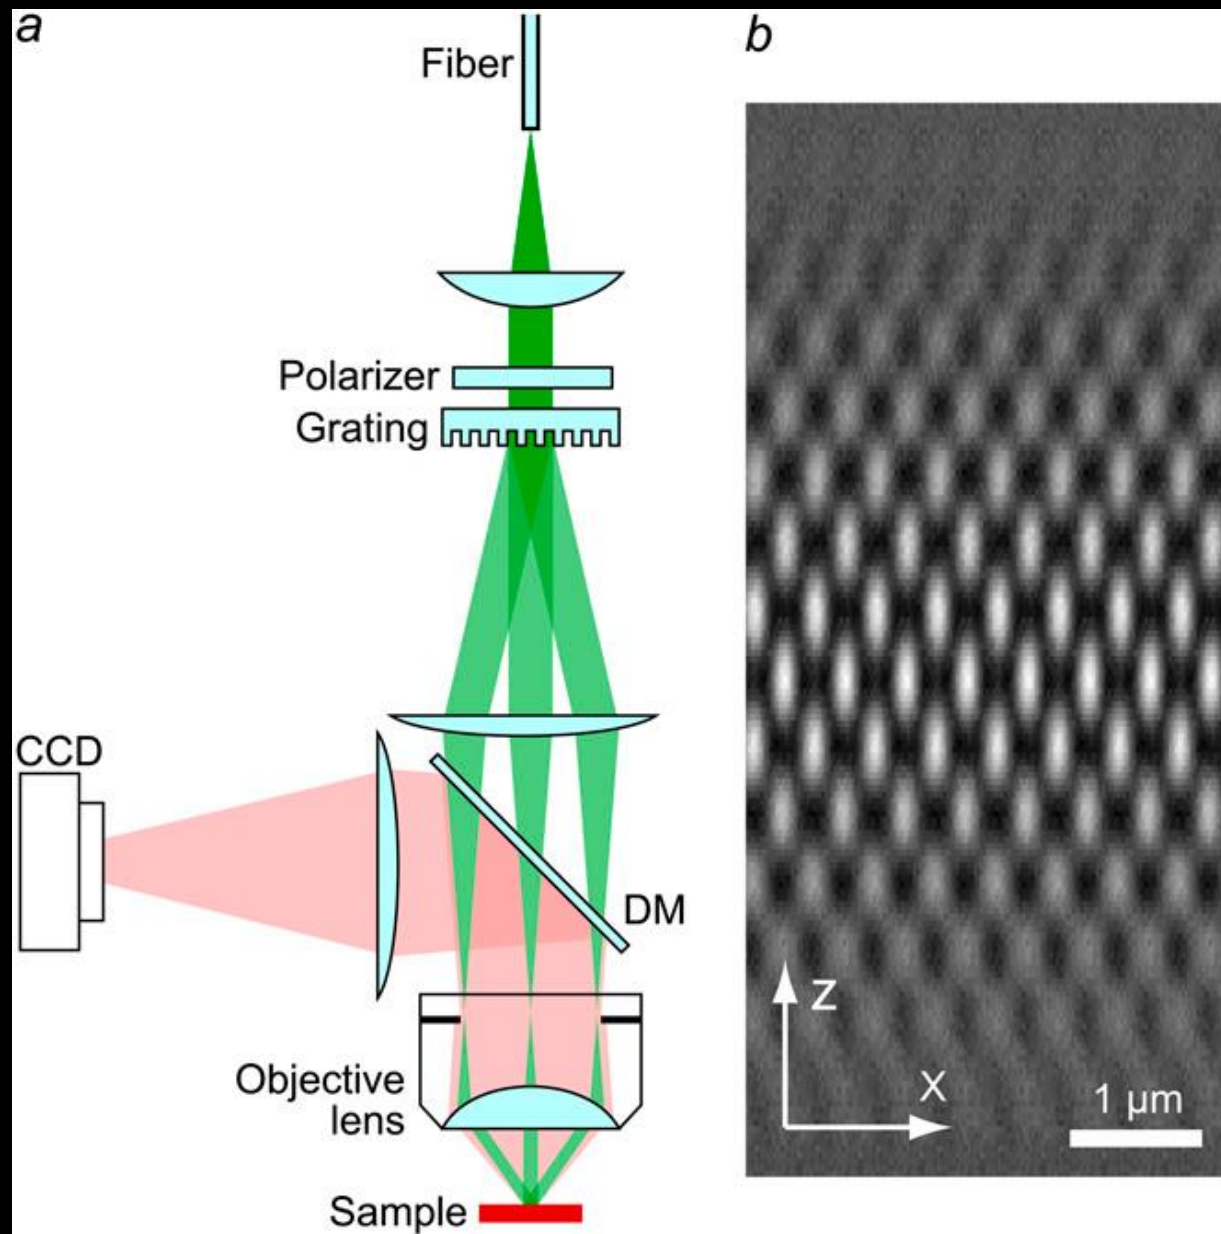 a
Fiber
Polarizer
Grating
CCD
DM
Objective
lens
Sample
b
Z
X
1 μm